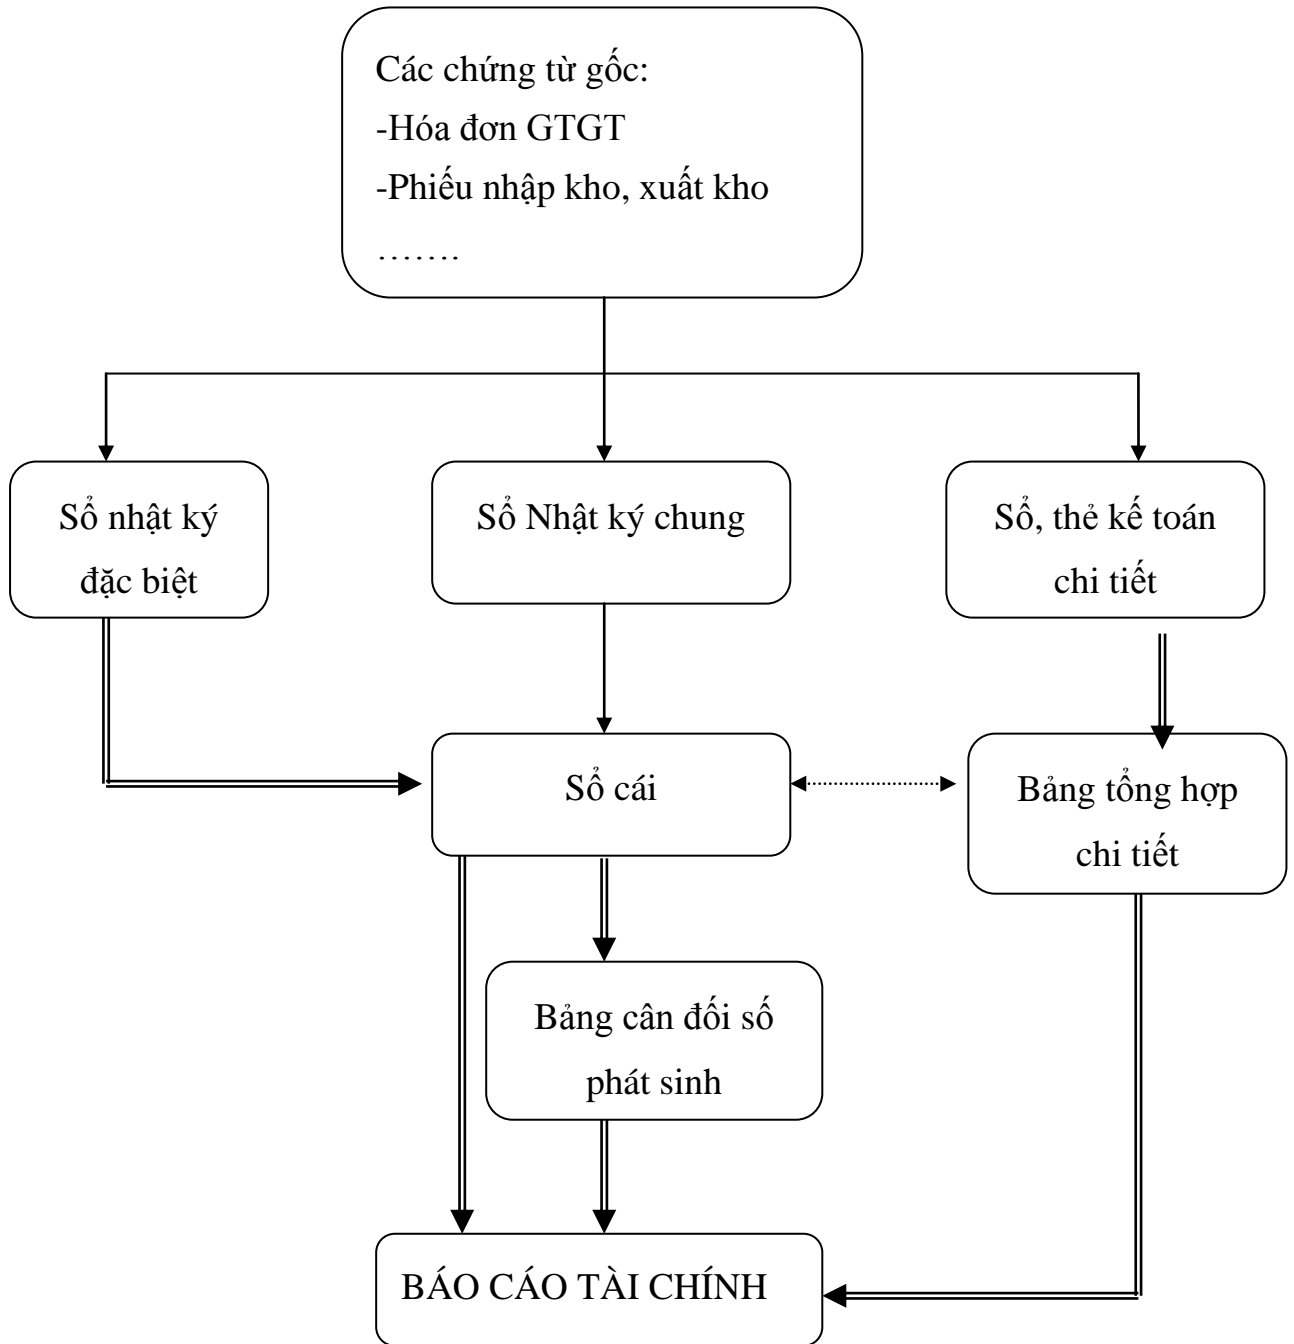 Các chứng từ gốc:
-Hóa đơn GTGT
-Phiếu nhập kho, xuất kho
…….
Sổ nhật ký
đặc biệt
Sổ Nhật ký chung
Sổ, thẻ kế toán
chi tiết
Sổ cái
Bảng tổng hợp
chi tiết
Bảng cân đối số
phát sinh
BÁO CÁO TÀI CHÍNH